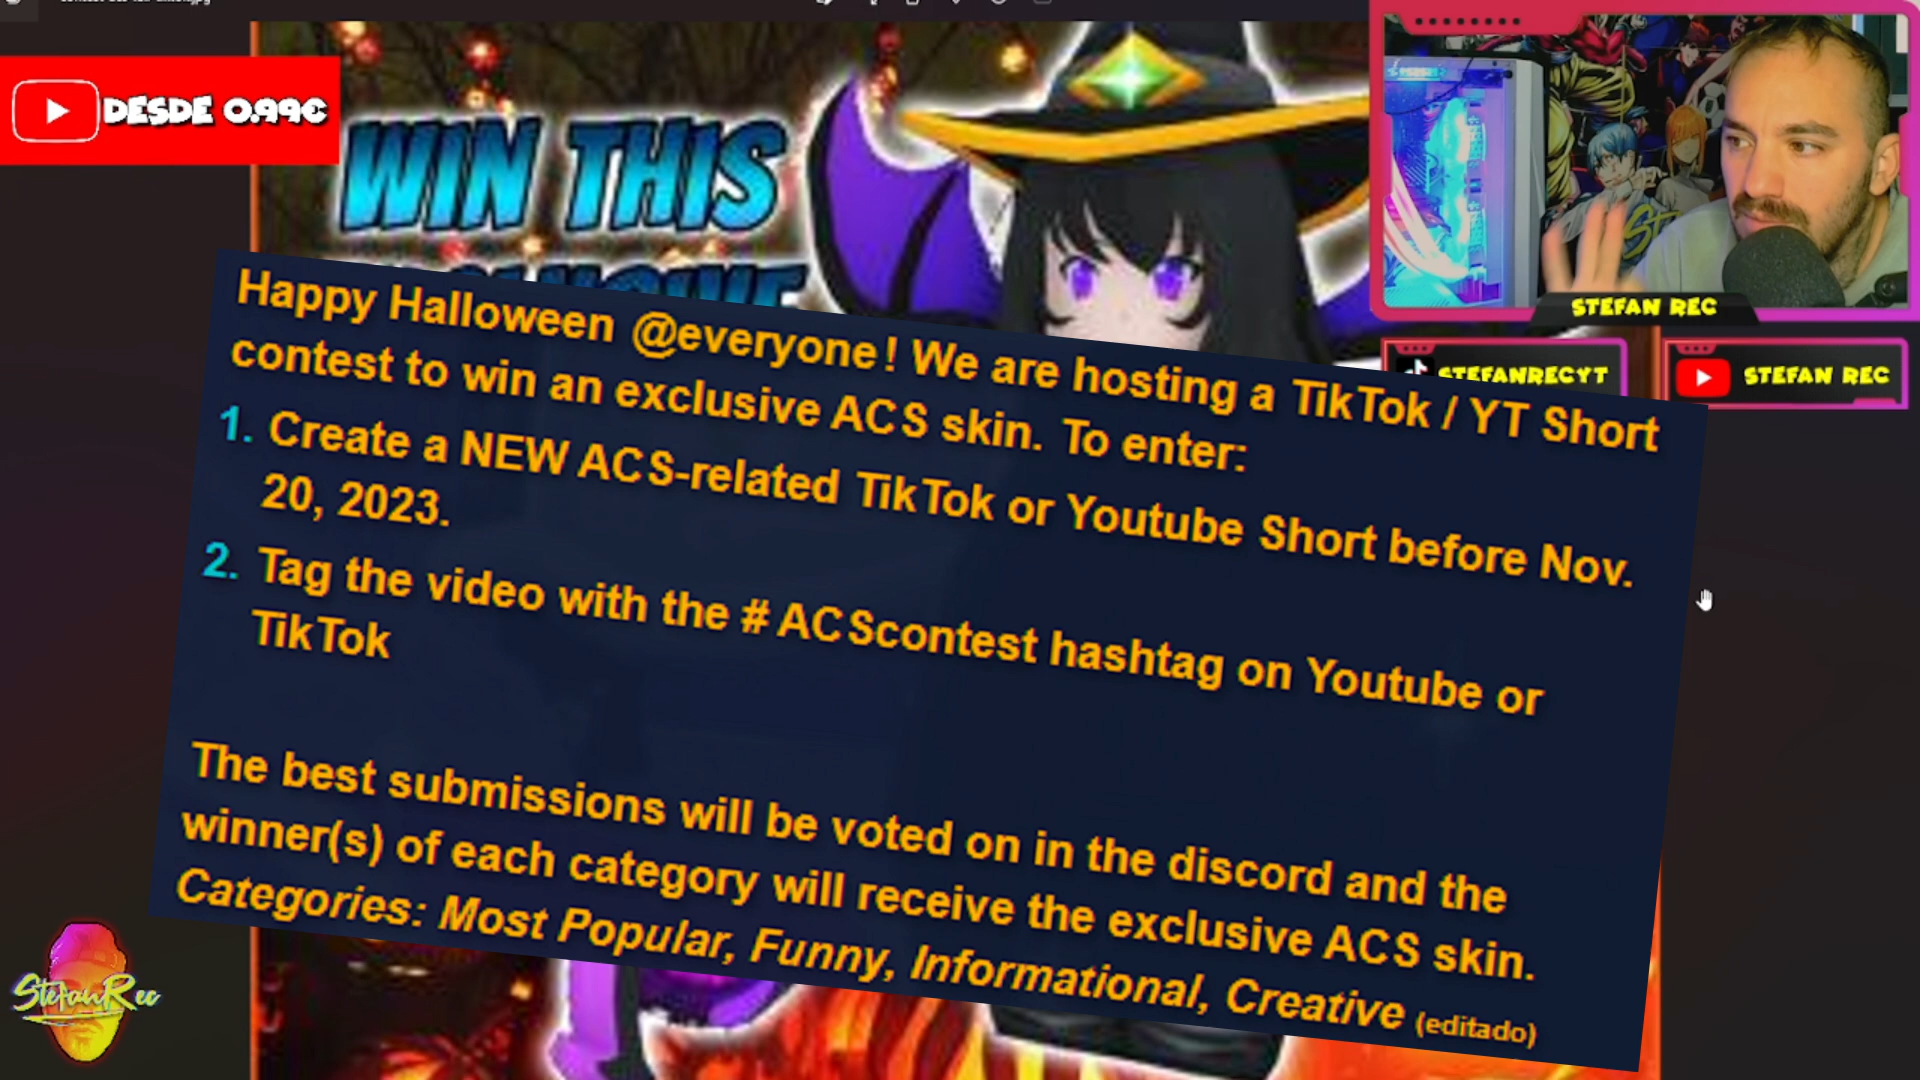 DESDE 0.99€
WIN THIS
STEFAN REC
STEFANRECYT
STEFAN REC
Happy Halloween @everyone! We are hosting a TikTok / YT Short
contest to win an exclusive ACS skin. To enter:
1. Create a NEW ACS-related TikTok or Youtube Short before Nov.
20, 2023.
2. Tag the video with the #ACScontest hashtag on Youtube or
TikTok
The best submissions will be voted on in the discord and the
winner(s) of each category will receive the exclusive ACS skin.
Categories: Most Popular, Funny, Informational, Creative (editado)
StefanRec